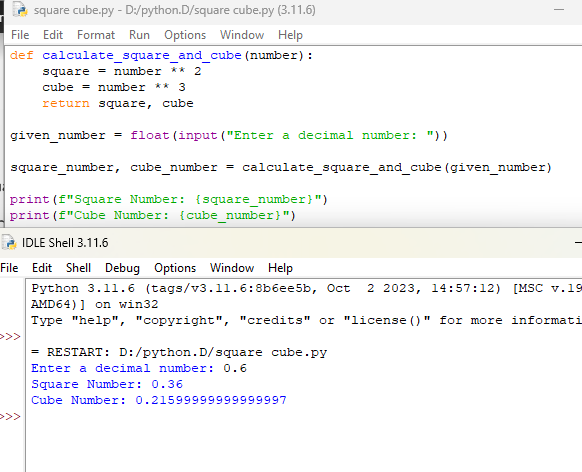 square cube.py - D:/python.D/square cube.py (3.11.6)
File Edit Format Run Options Window Help
def calculate_square_and_cube(number):
    square = number ** 2
    cube = number ** 3
    return square, cube
given_number = float(input("Enter a decimal number: "))
square_number, cube_number = calculate_square_and_cube(given_number)
print(f"Square Number: {square_number}")
print(f"Cube Number: {cube_number}")
IDLE Shell 3.11.6
File Edit Shell Debug Options Window Help
Python 3.11.6 (tags/v3.11.6:8b6ee5b, Oct  2 2023, 14:57:12) [MSC v.19
AMD64)] on win32
Type "help", "copyright", "credits" or "license()" for more informati
>>>
= RESTART: D:/python.D/square cube.py
Enter a decimal number: 0.6
Square Number: 0.36
Cube Number: 0.21599999999999997
>>>